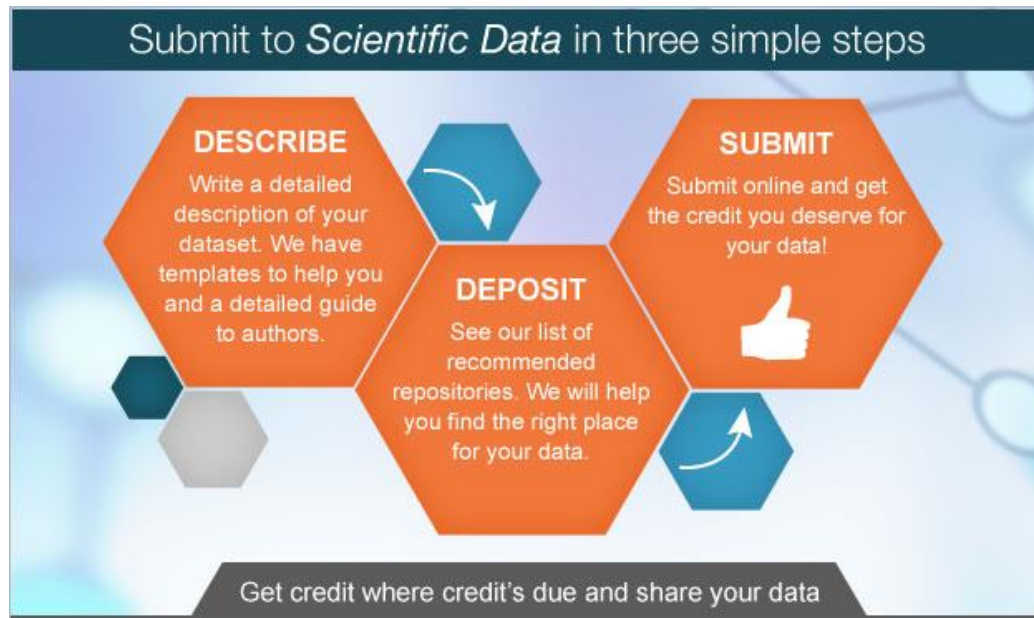 Submit to Scientific Data in three simple steps
DESCRIBE
Write a detailed
description of your
dataset. We have
templates to help you
and a detailed guide
to authors.
DEPOSIT
See our list of
recommended
repositories. We will help
you find the right place
for your data.
SUBMIT
Submit online and get
the credit you deserve for
your data!
Get credit where credit's due and share your data